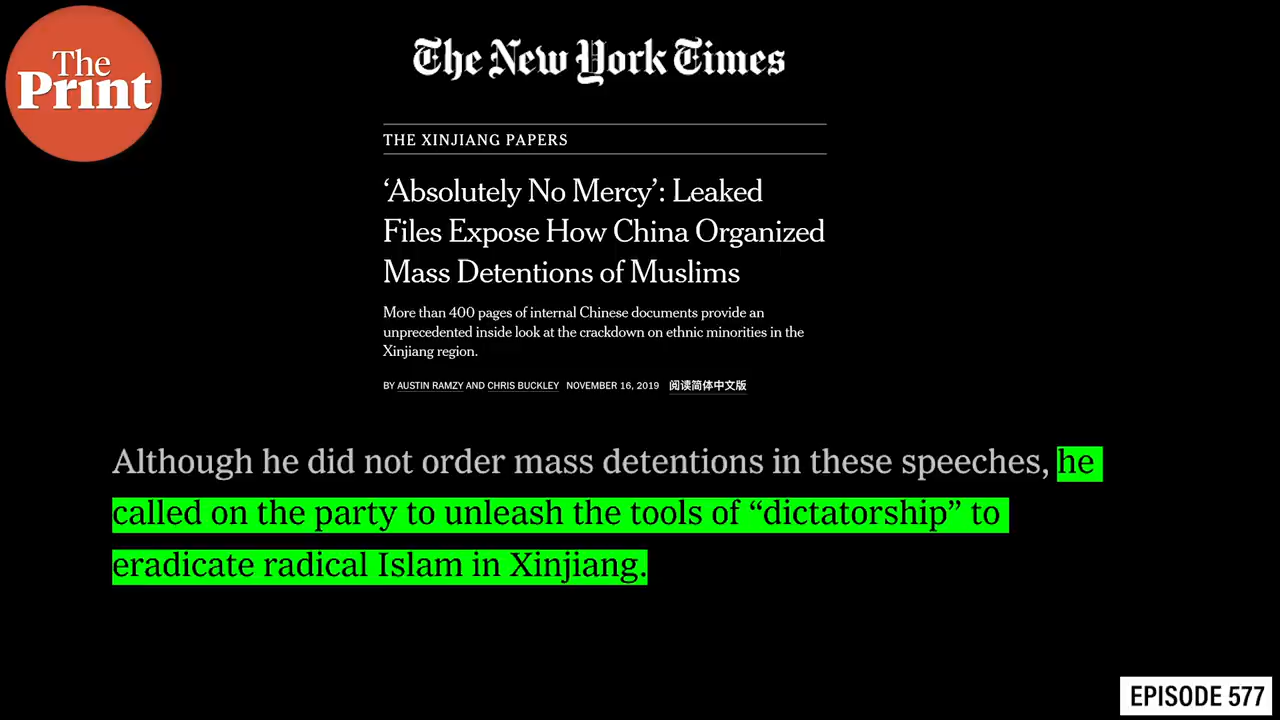 The
Print
The New York Times
THE XINJIANG PAPERS
‘Absolutely No Mercy’: Leaked
Files Expose How China Organized
Mass Detentions of Muslims
More than 400 pages of internal Chinese documents provide an
unprecedented inside look at the crackdown on ethnic minorities in the
Xinjiang region.
BY AUSTIN RAMZY AND CHRIS BUCKLEY NOVEMBER 16, 2019 阅读简体中文版
Although he did not order mass detentions in these speeches, he
called on the party to unleash the tools of “dictatorship” to
eradicate radical Islam in Xinjiang.
EPISODE 577